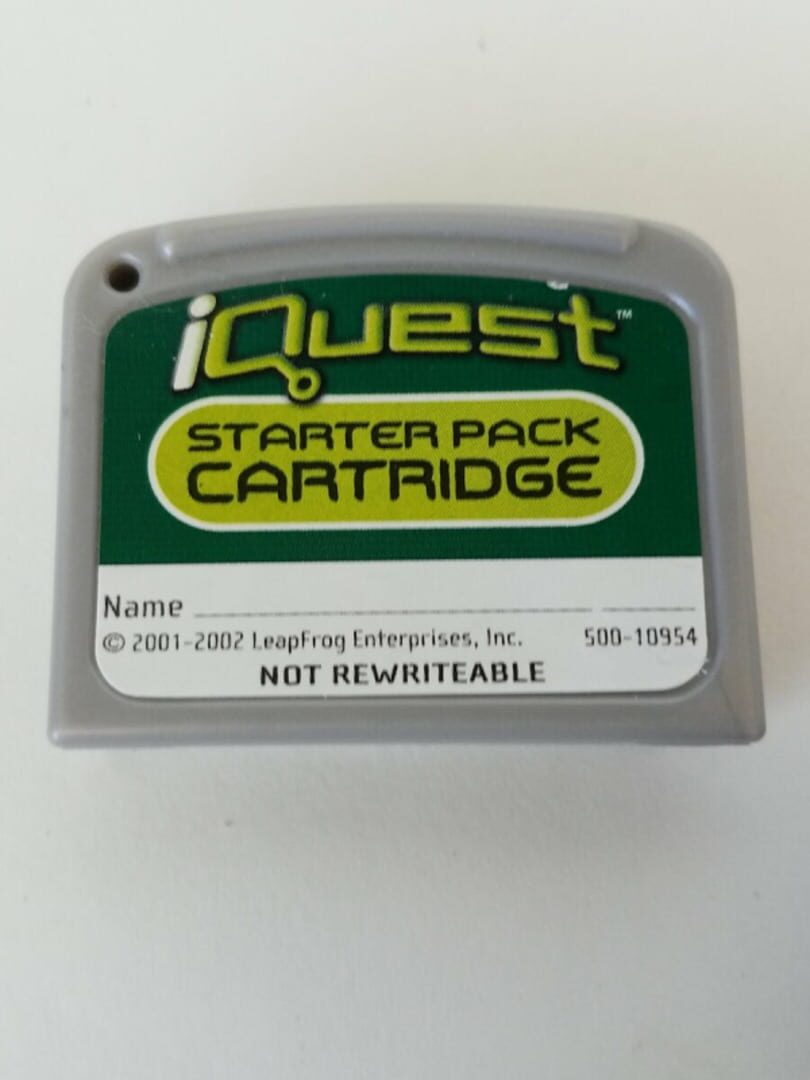 iQuest™
STARTER PACK
CARTRIDGE
Name
© 2001-2002 LeapFrog Enterprises, Inc. 500-10954
NOT REWRITEABLE